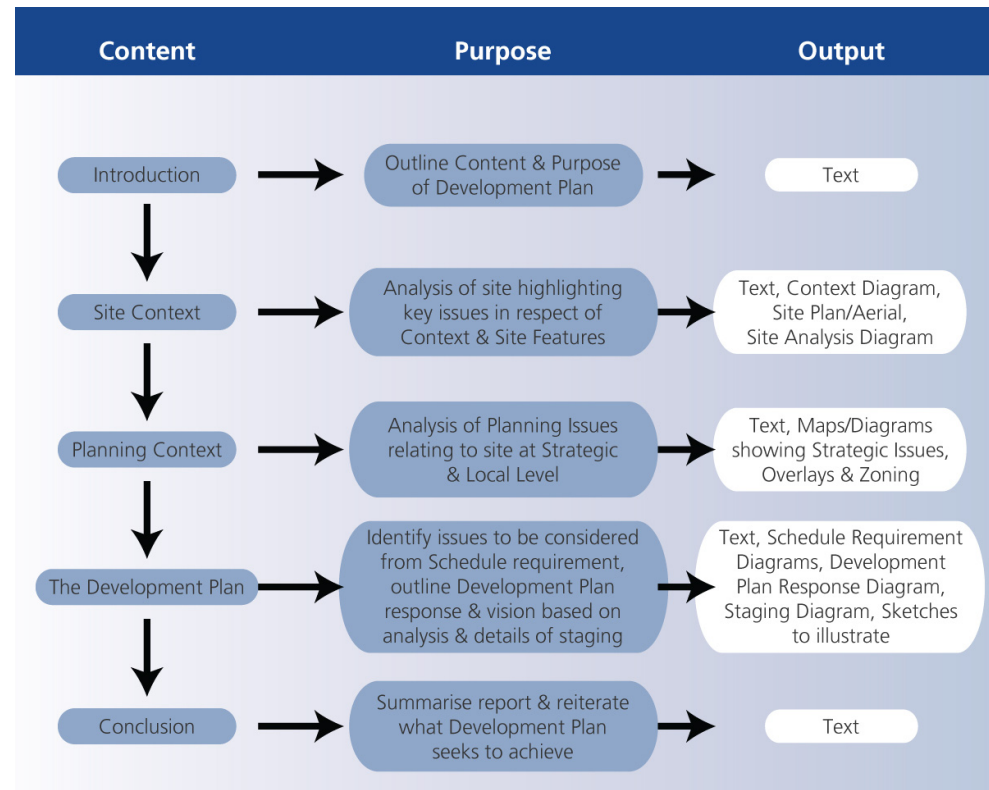 Content
Purpose
Output
Introduction
Outline Content & Purpose
of Development Plan
Text
Site Context
Analysis of site highlighting
key issues in respect of
Context & Site Features
Text, Context Diagram,
Site Plan/Aerial,
Site Analysis Diagram
Planning Context
Analysis of Planning Issues
relating to site at Strategic
& Local Level
Text, Maps/Diagrams
showing Strategic Issues,
Overlays & Zoning
The Development Plan
Identify issues to be considered
from Schedule requirement,
outline Development Plan
response & vision based on
analysis & details of staging
Text, Schedule Requirement
Diagrams, Development
Plan Response Diagram,
Staging Diagram, Sketches
to illustrate
Conclusion
Summarise report & reiterate
what Development Plan
seeks to achieve
Text